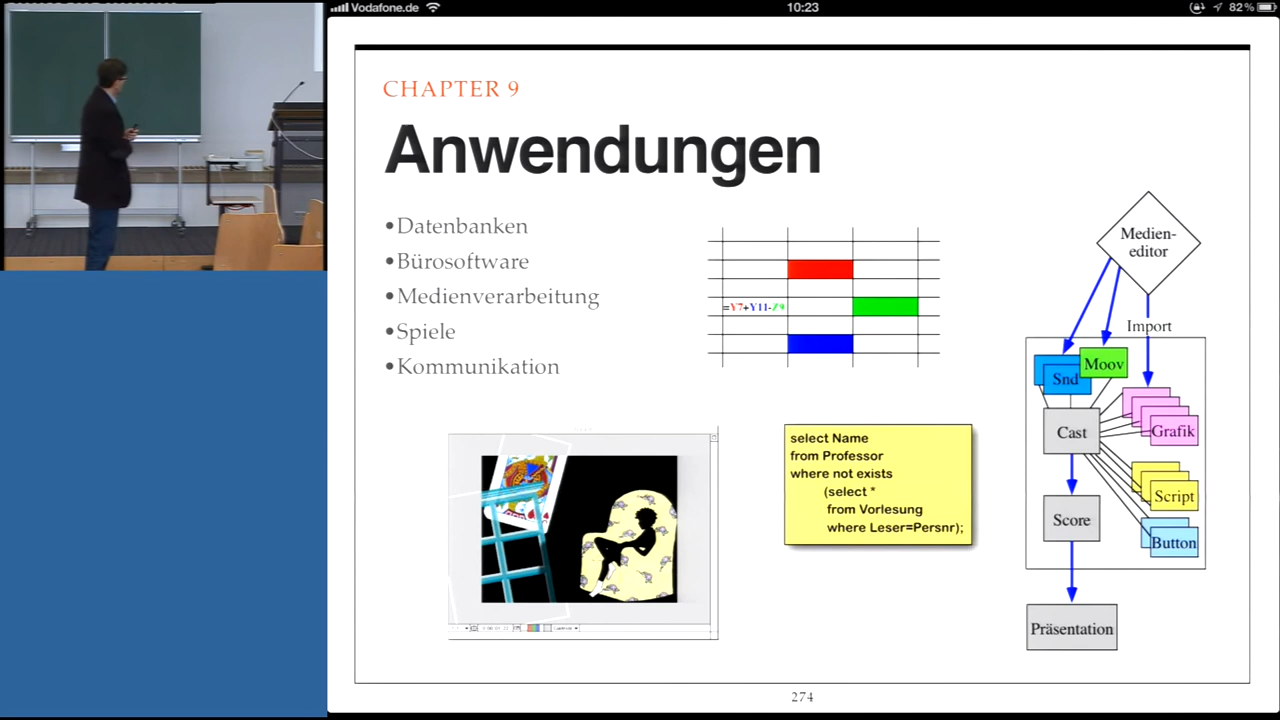 Vodafone.de
10:23
82%
CHAPTER 9
Anwendungen
•Datenbanken
•Bürosoftware
•Medienverarbeitung
•Spiele
•Kommunikation
=Y7+Y11-Z9
select Name
from Professor
where not exists
(select *
from Vorlesung
where Leser=Persnr);
Medien-
editor
Import
Snd
Moov
Cast
Grafik
Script
Score
Button
Präsentation
274